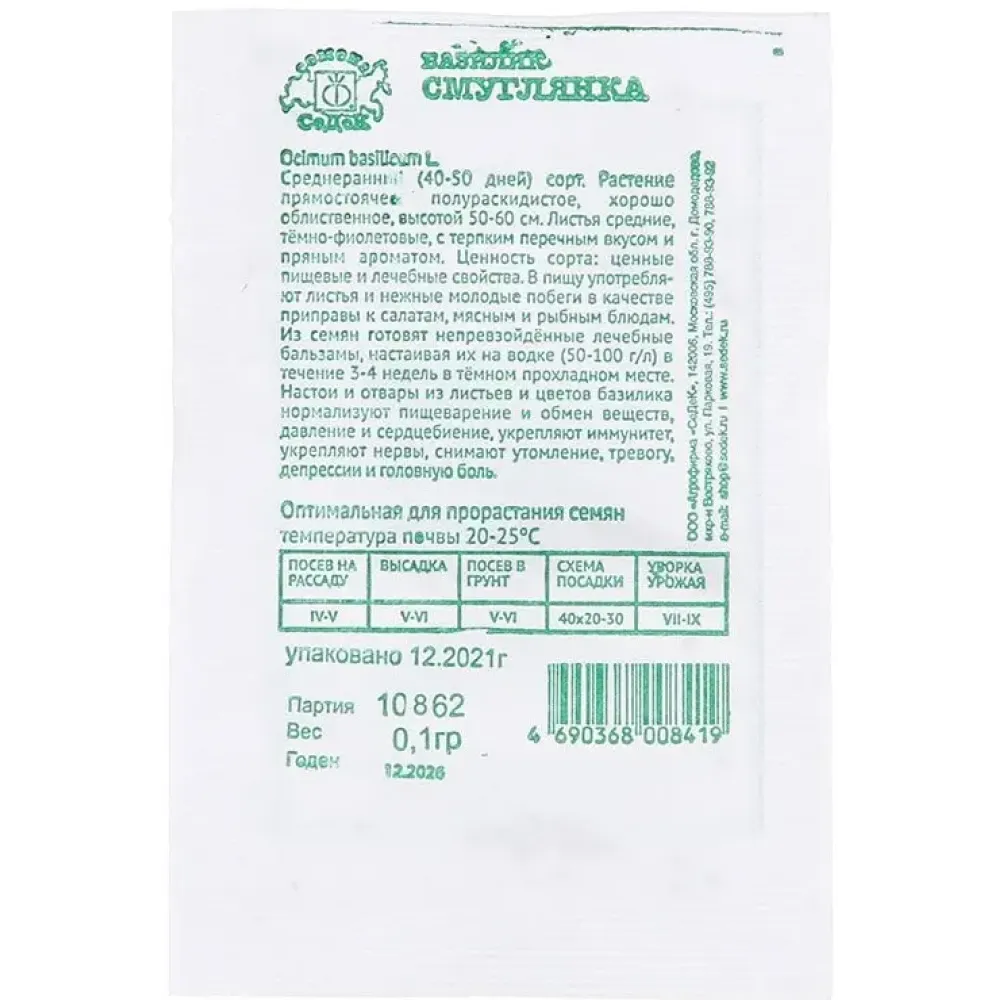 Семена
СеДеК
БАЗИЛИК
СМУГЛЯНКА
Ocimum basilicum L.
Среднеранний (40-50 дней) сорт. Растение
прямостоячее полураскидистое, хорошо
облиственное, высотой 50-60 см. Листья средние,
тёмно-фиолетовые, с терпким перечным вкусом и
пряным ароматом. Ценность сорта: ценные
пищевые и лечебные свойства. В пищу употребля-
ют листья и нежные молодые побеги в качестве
приправы к салатам, мясным и рыбным блюдам.
Из семян готовят непревзойдённые лечебные
бальзамы, настаивая их на водке (50-100 г/л) в
течение 3-4 недель в тёмном прохладном месте.
Настои и отвары из листьев и цветов базилика
нормализуют пищеварение и обмен веществ,
давление и сердцебиение, укрепляют иммунитет,
укрепляют нервы, снимают утомление, тревогу,
депрессии и головную боль.
Оптимальная для прорастания семян
температура почвы 20-25°С
ПОСЕВ НА РАССАДУ ВЫСАДКА ПОСЕВ В ГРУНТ СХЕМА ПОСАДКИ УБОРКА УРОЖАЯ
IV-V V-VI V-VI 40x20-30 VII-IX
упаковано 12.2021г
Партия 10862
Вес 0,1гр
Годен 12.2026
4 690368 008419
ООО «Агрофирма «СеДеК», 142006, Московская обл. г. Домодедово,
мкр-н Востряково, ул. Парковая, 19. Тел.: (495) 788-93-90, 788-93-92
e-mail: shop@sedek.ru | www.sedek.ru